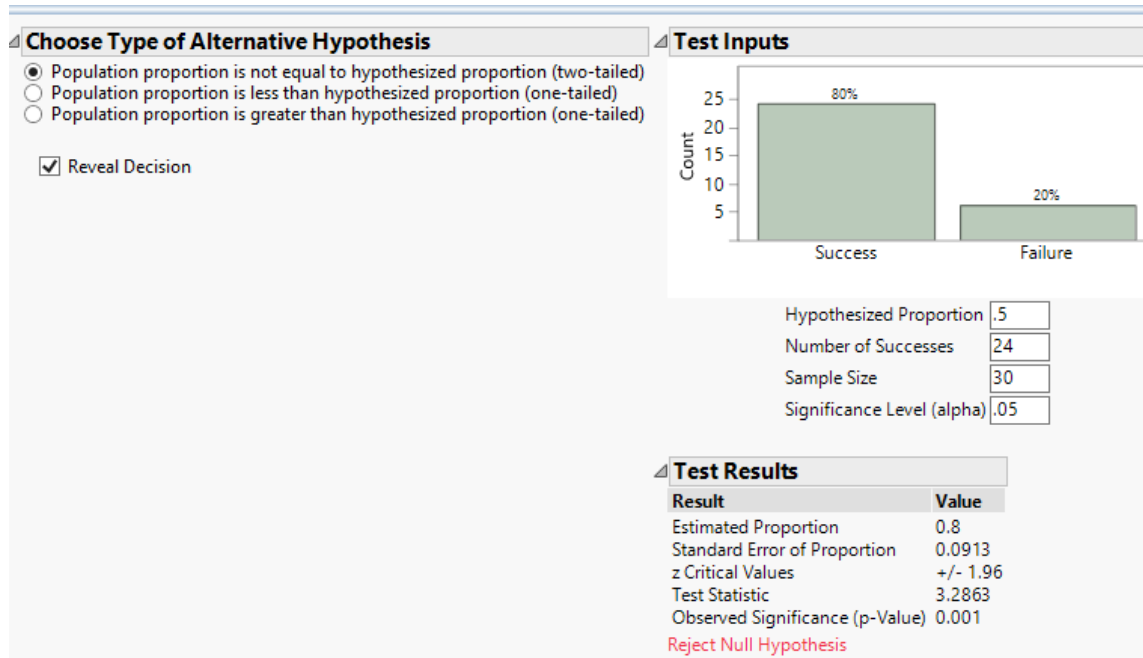 Choose Type of Alternative Hypothesis
Population proportion is not equal to hypothesized proportion (two-tailed)
Population proportion is less than hypothesized proportion (one-tailed)
Population proportion is greater than hypothesized proportion (one-tailed)
Reveal Decision
Test Inputs
25
20
15
10
5
Count
80%
20%
Success Failure
Hypothesized Proportion .5
Number of Successes 24
Sample Size 30
Significance Level (alpha) .05
Test Results
Result Value
Estimated Proportion 0.8
Standard Error of Proportion 0.0913
z Critical Values +/- 1.96
Test Statistic 3.2863
Observed Significance (p-Value) 0.001
Reject Null Hypothesis